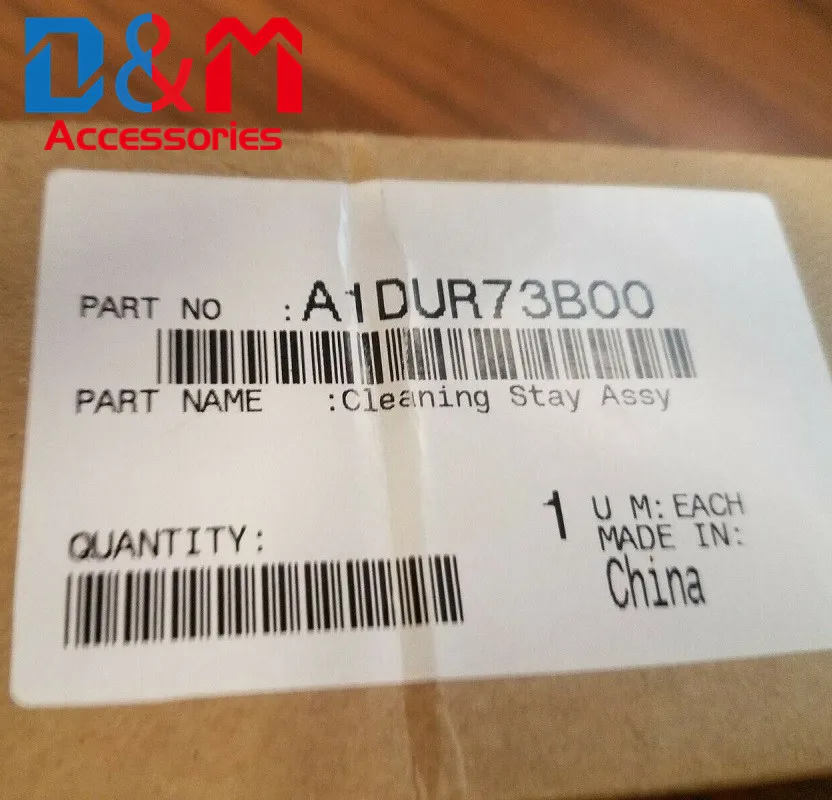 D&M
Accessories
PART NO :A1DUR73B00
PART NAME :Cleaning Stay Assy
QUANTITY: 1
U M: EACH
MADE IN:
China